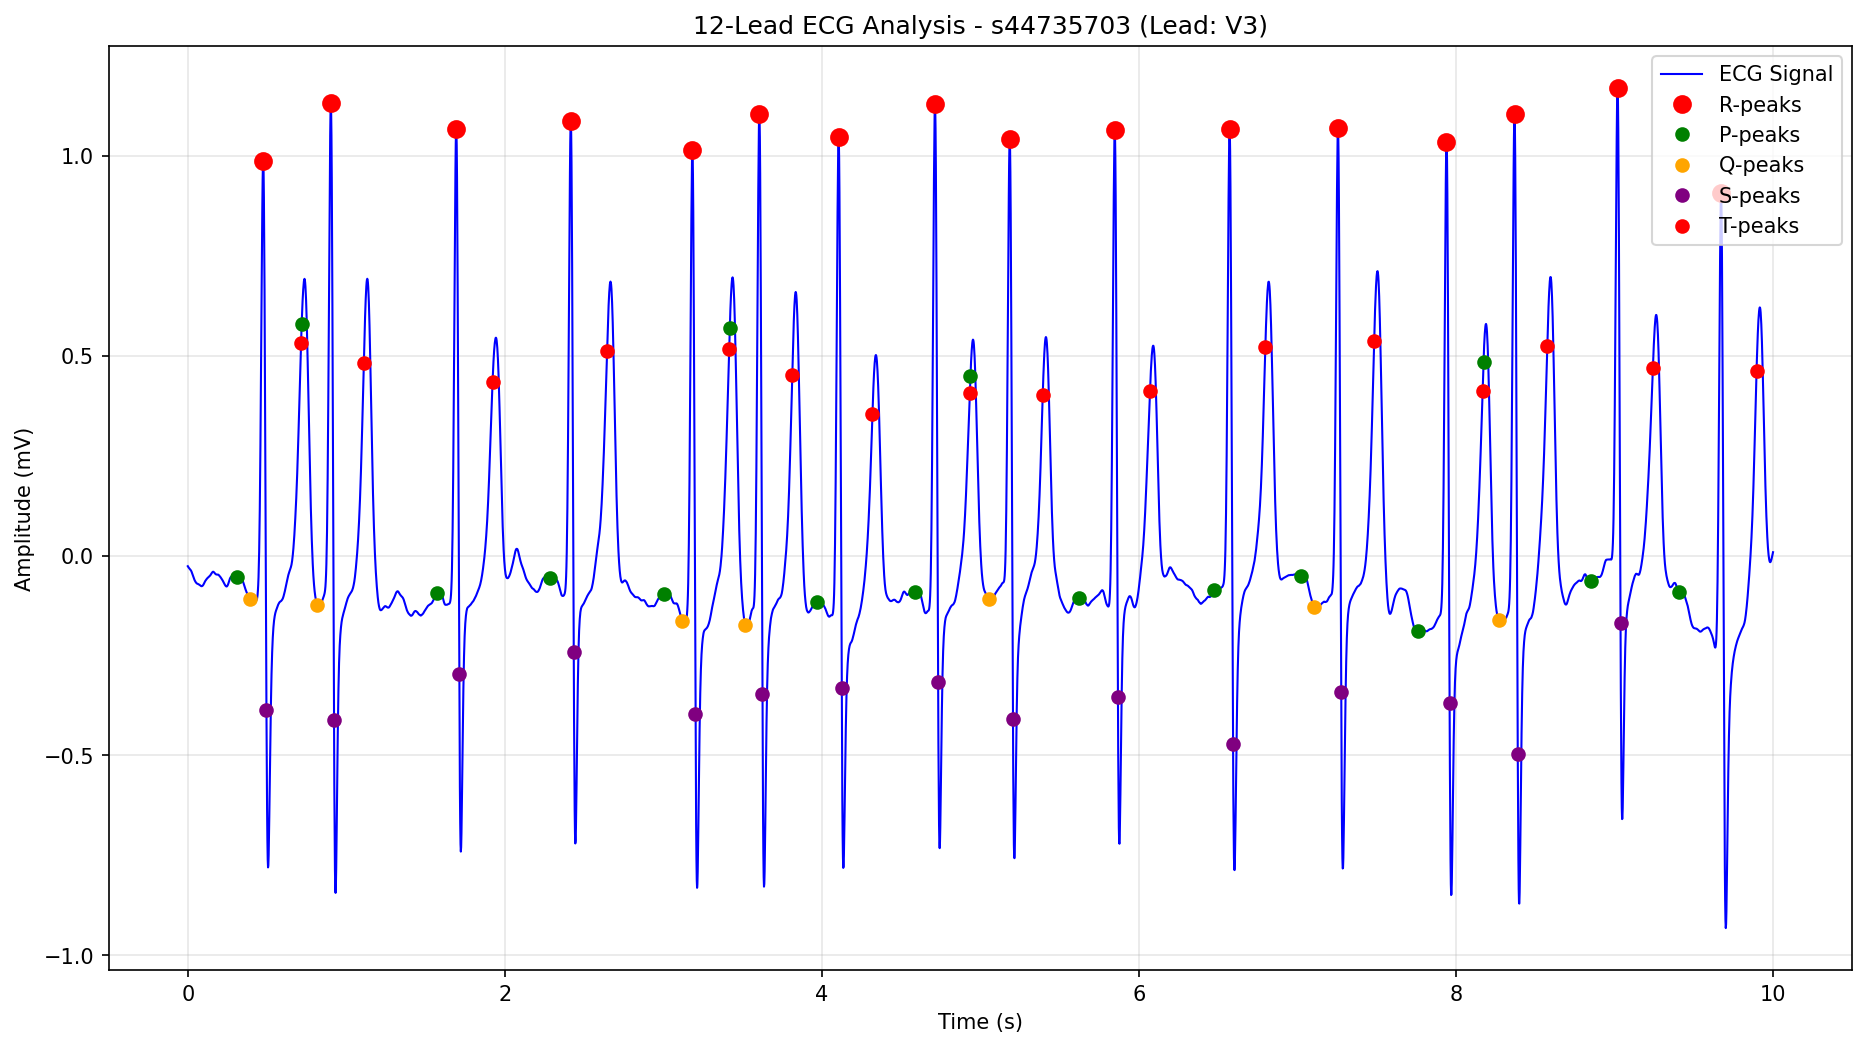 12-Lead ECG Analysis - s44735703 (Lead: V3)
ECG Signal
R-peaks
P-peaks
Q-peaks
S-peaks
T-peaks
Amplitude (mV)
1.0
0.5
0.0
−0.5
−1.0
0 2 4 6 8 10
Time (s)